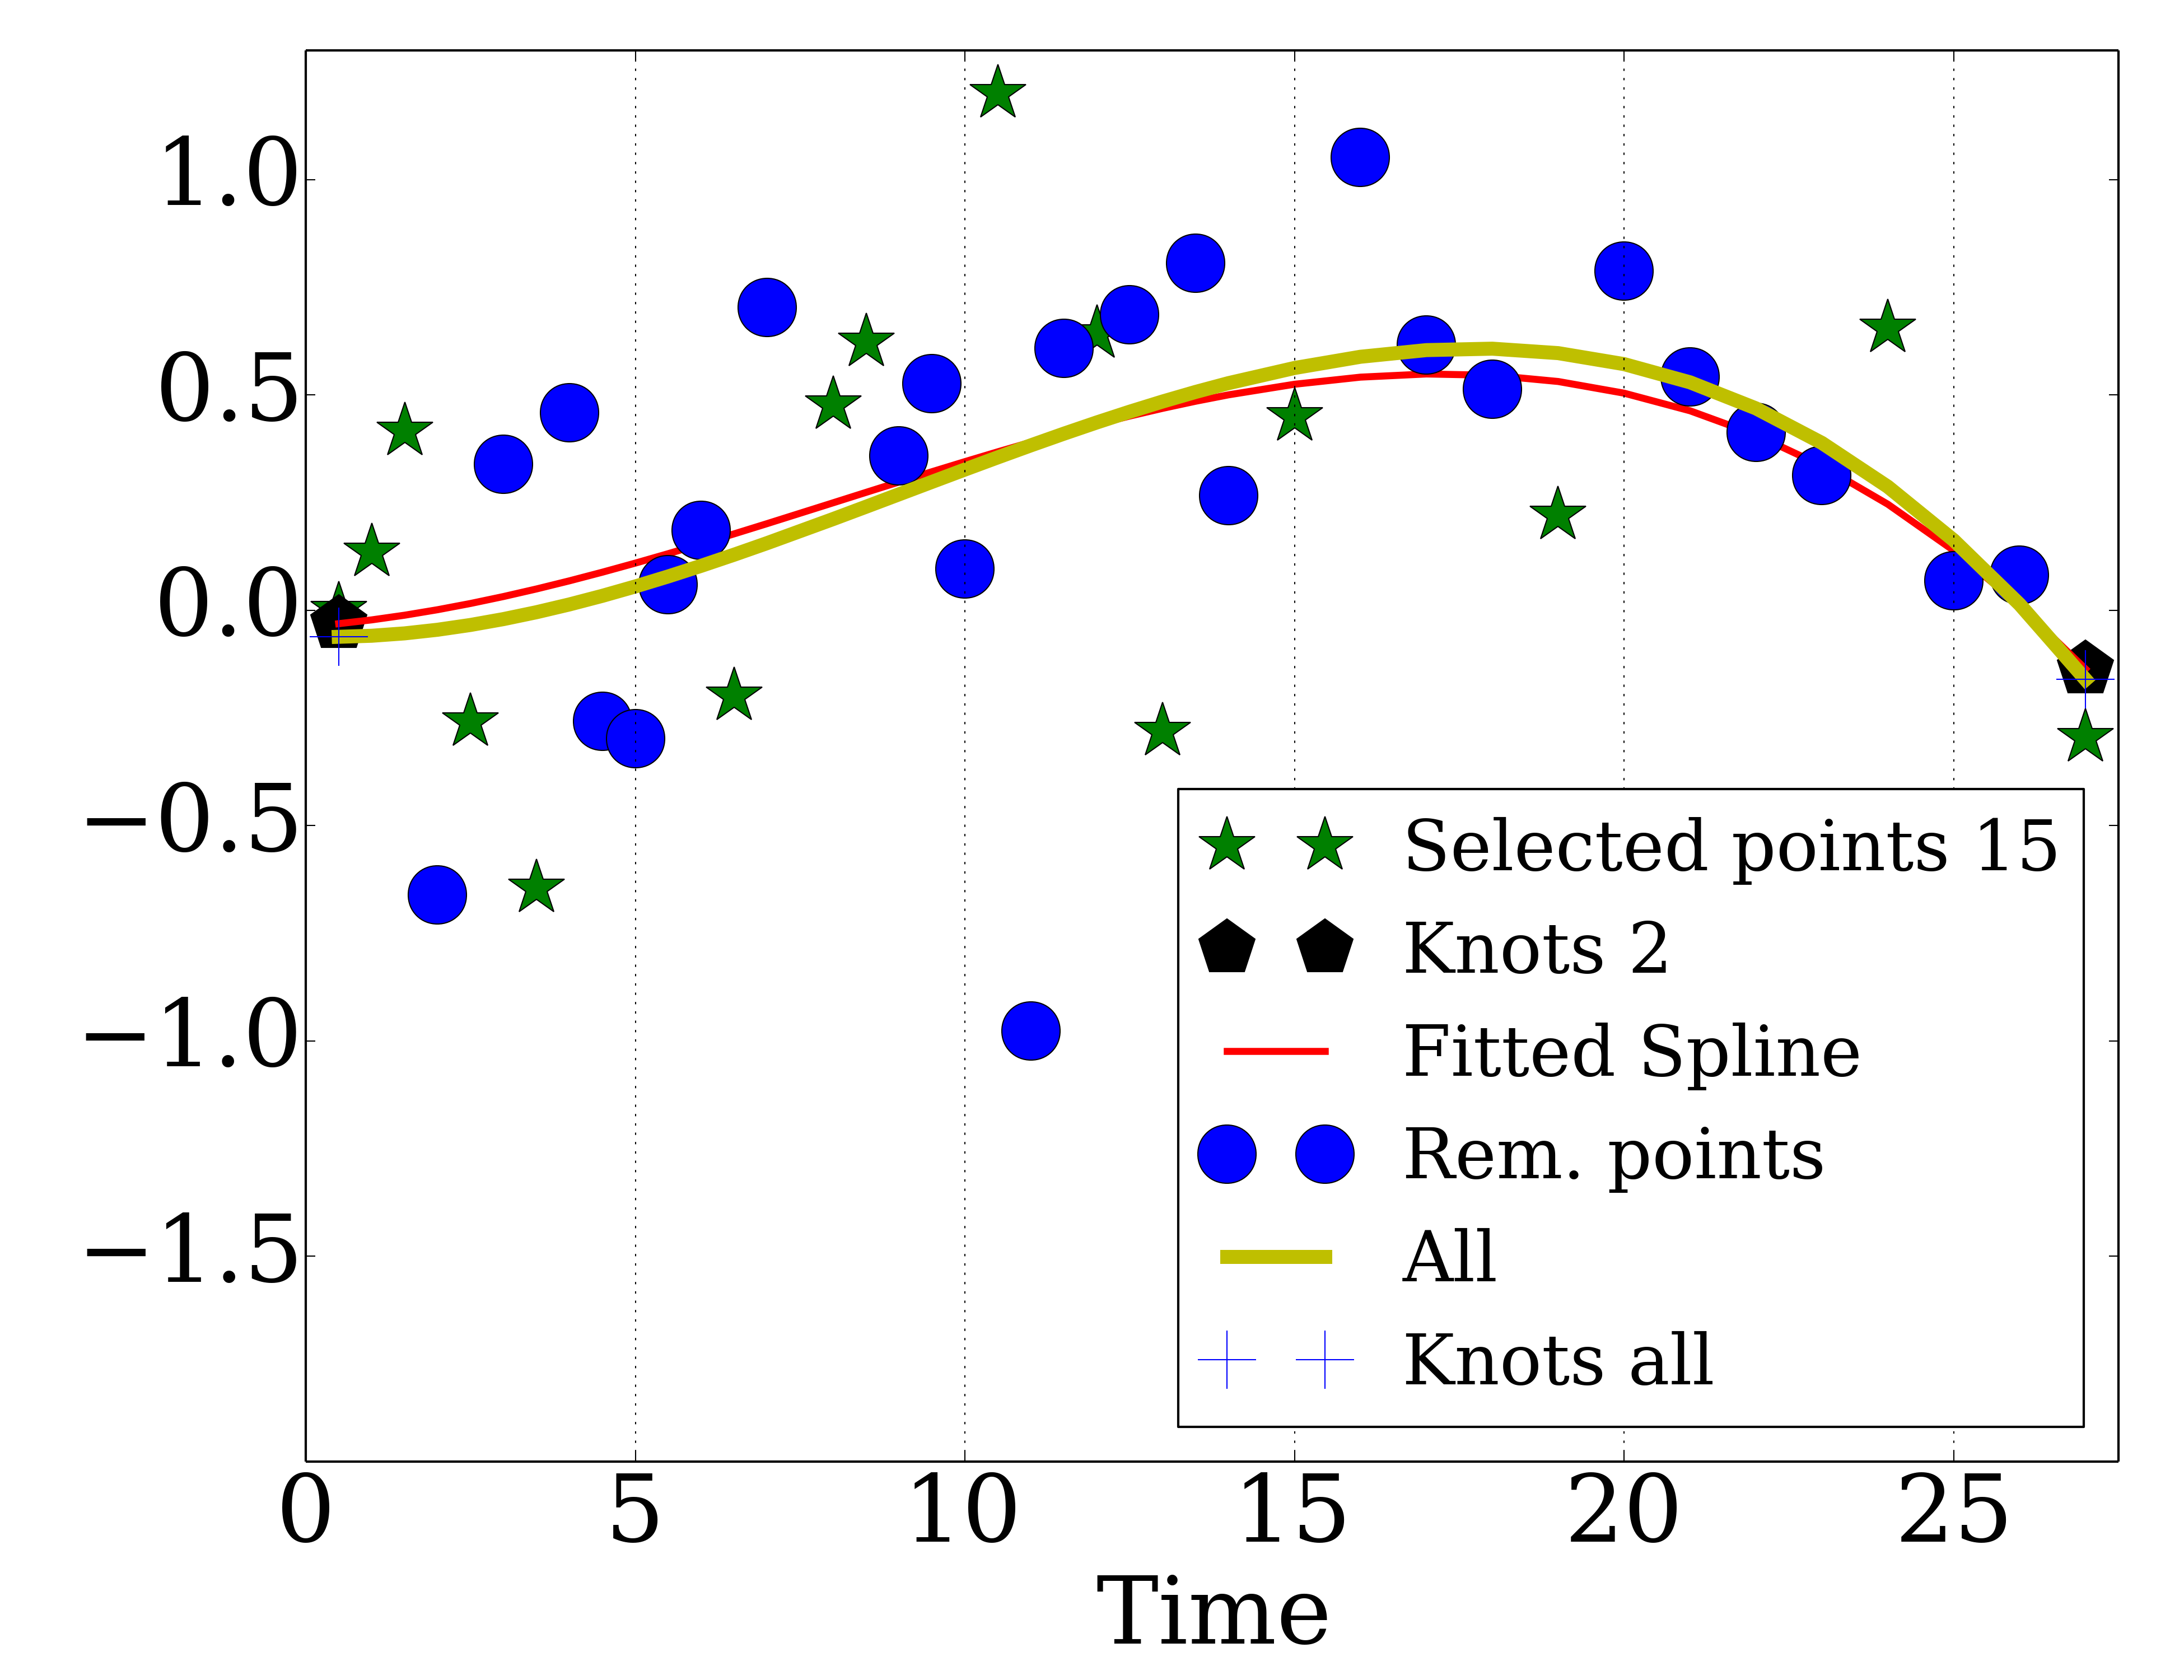 1.0
0.5
0.0
−0.5
−1.0
−1.5
Selected points 15
Knots 2
Fitted Spline
Rem. points
All
Knots all
0 5 10 15 20 25
Time